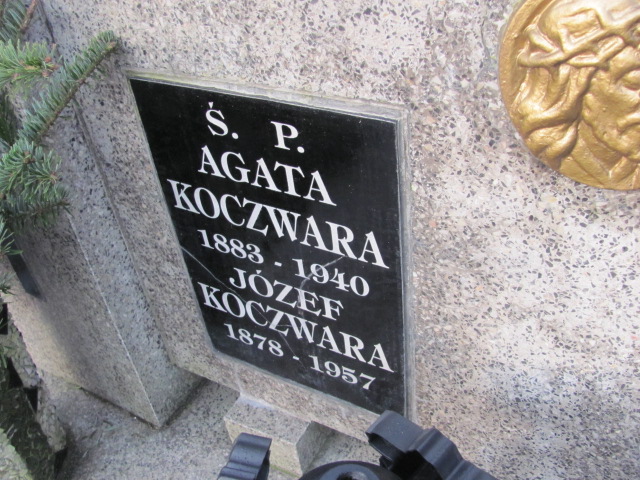 Ś. P.
AGATA
KOCZWARA
1883 - 1940
JÓZEF
KOCZWARA
1878 - 1957